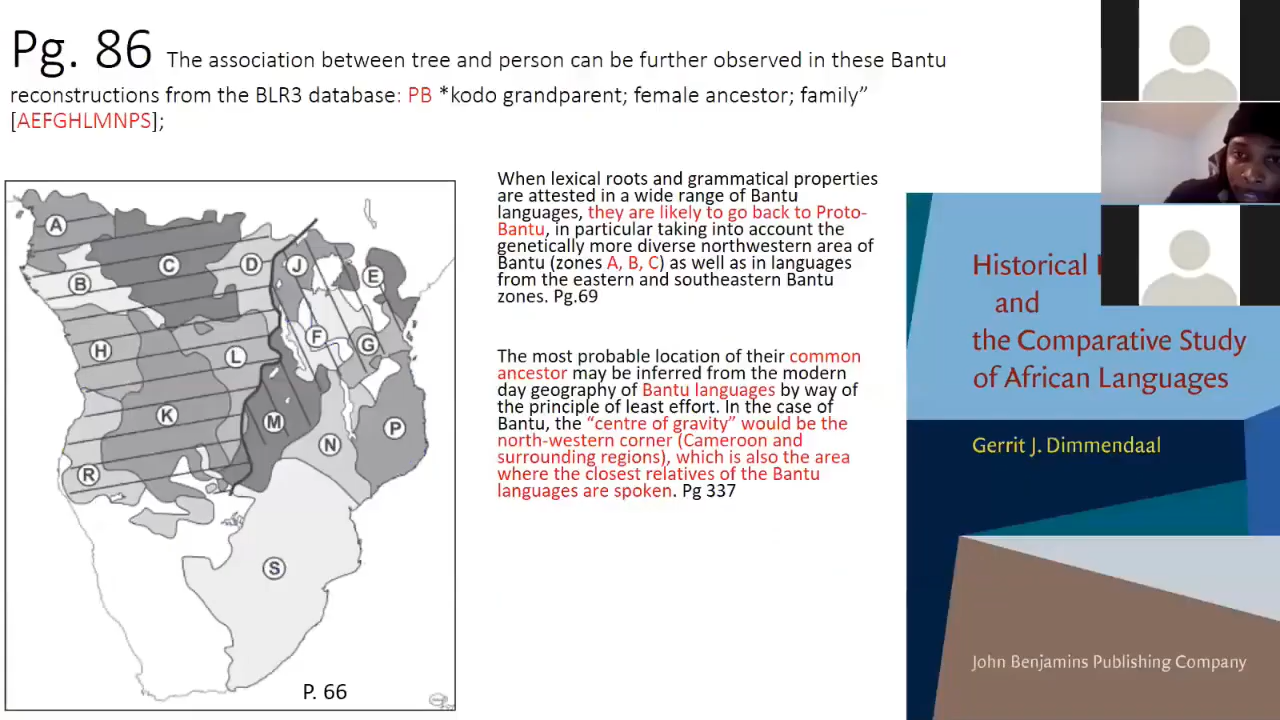 Pg. 86 The association between tree and person can be further observed in these Bantu
reconstructions from the BLR3 database: PB *kodo grandparent; female ancestor; family”
[AEFGHLMNPS];
When lexical roots and grammatical properties
are attested in a wide range of Bantu
languages, they are likely to go back to Proto-
Bantu, in particular taking into account the
genetically more diverse northwestern area of
Bantu (zones A, B, C) as well as in languages
from the eastern and southeastern Bantu
zones. Pg.69
The most probable location of their common
ancestor may be inferred from the modern
day geography of Bantu languages by way of
the principle of least effort. In the case of
Bantu, the “centre of gravity” would be the
north-western corner (Cameroon and
surrounding regions), which is also the area
where the closest relatives of the Bantu
languages are spoken. Pg 337
A
B
C
D
J
E
H
L
F
G
K
M
N
P
R
S
P. 66
Historical
and
the Comparative Study
of African Languages
Gerrit J. Dimmendaal
John Benjamins Publishing Company